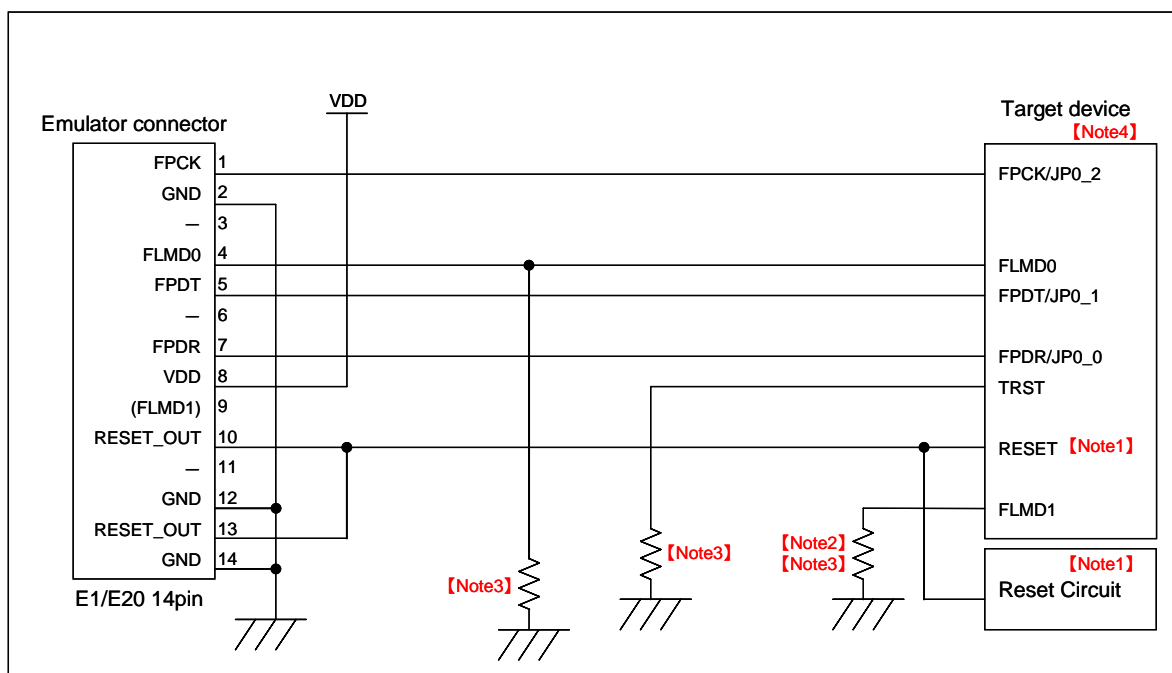 VDD
Emulator connector
Target device
【Note4】
FPCK 1
GND 2
— 3
FLMD0 4
FPDT 5
— 6
FPDR 7
VDD 8
(FLMD1) 9
RESET_OUT 10
— 11
GND 12
RESET_OUT 13
GND 14
E1/E20 14pin
FPCK/JP0_2
FLMD0
FPDT/JP0_1
FPDR/JP0_0
TRST
RESET 【Note1】
FLMD1
【Note3】
【Note3】
【Note2】
【Note3】
【Note1】
Reset Circuit